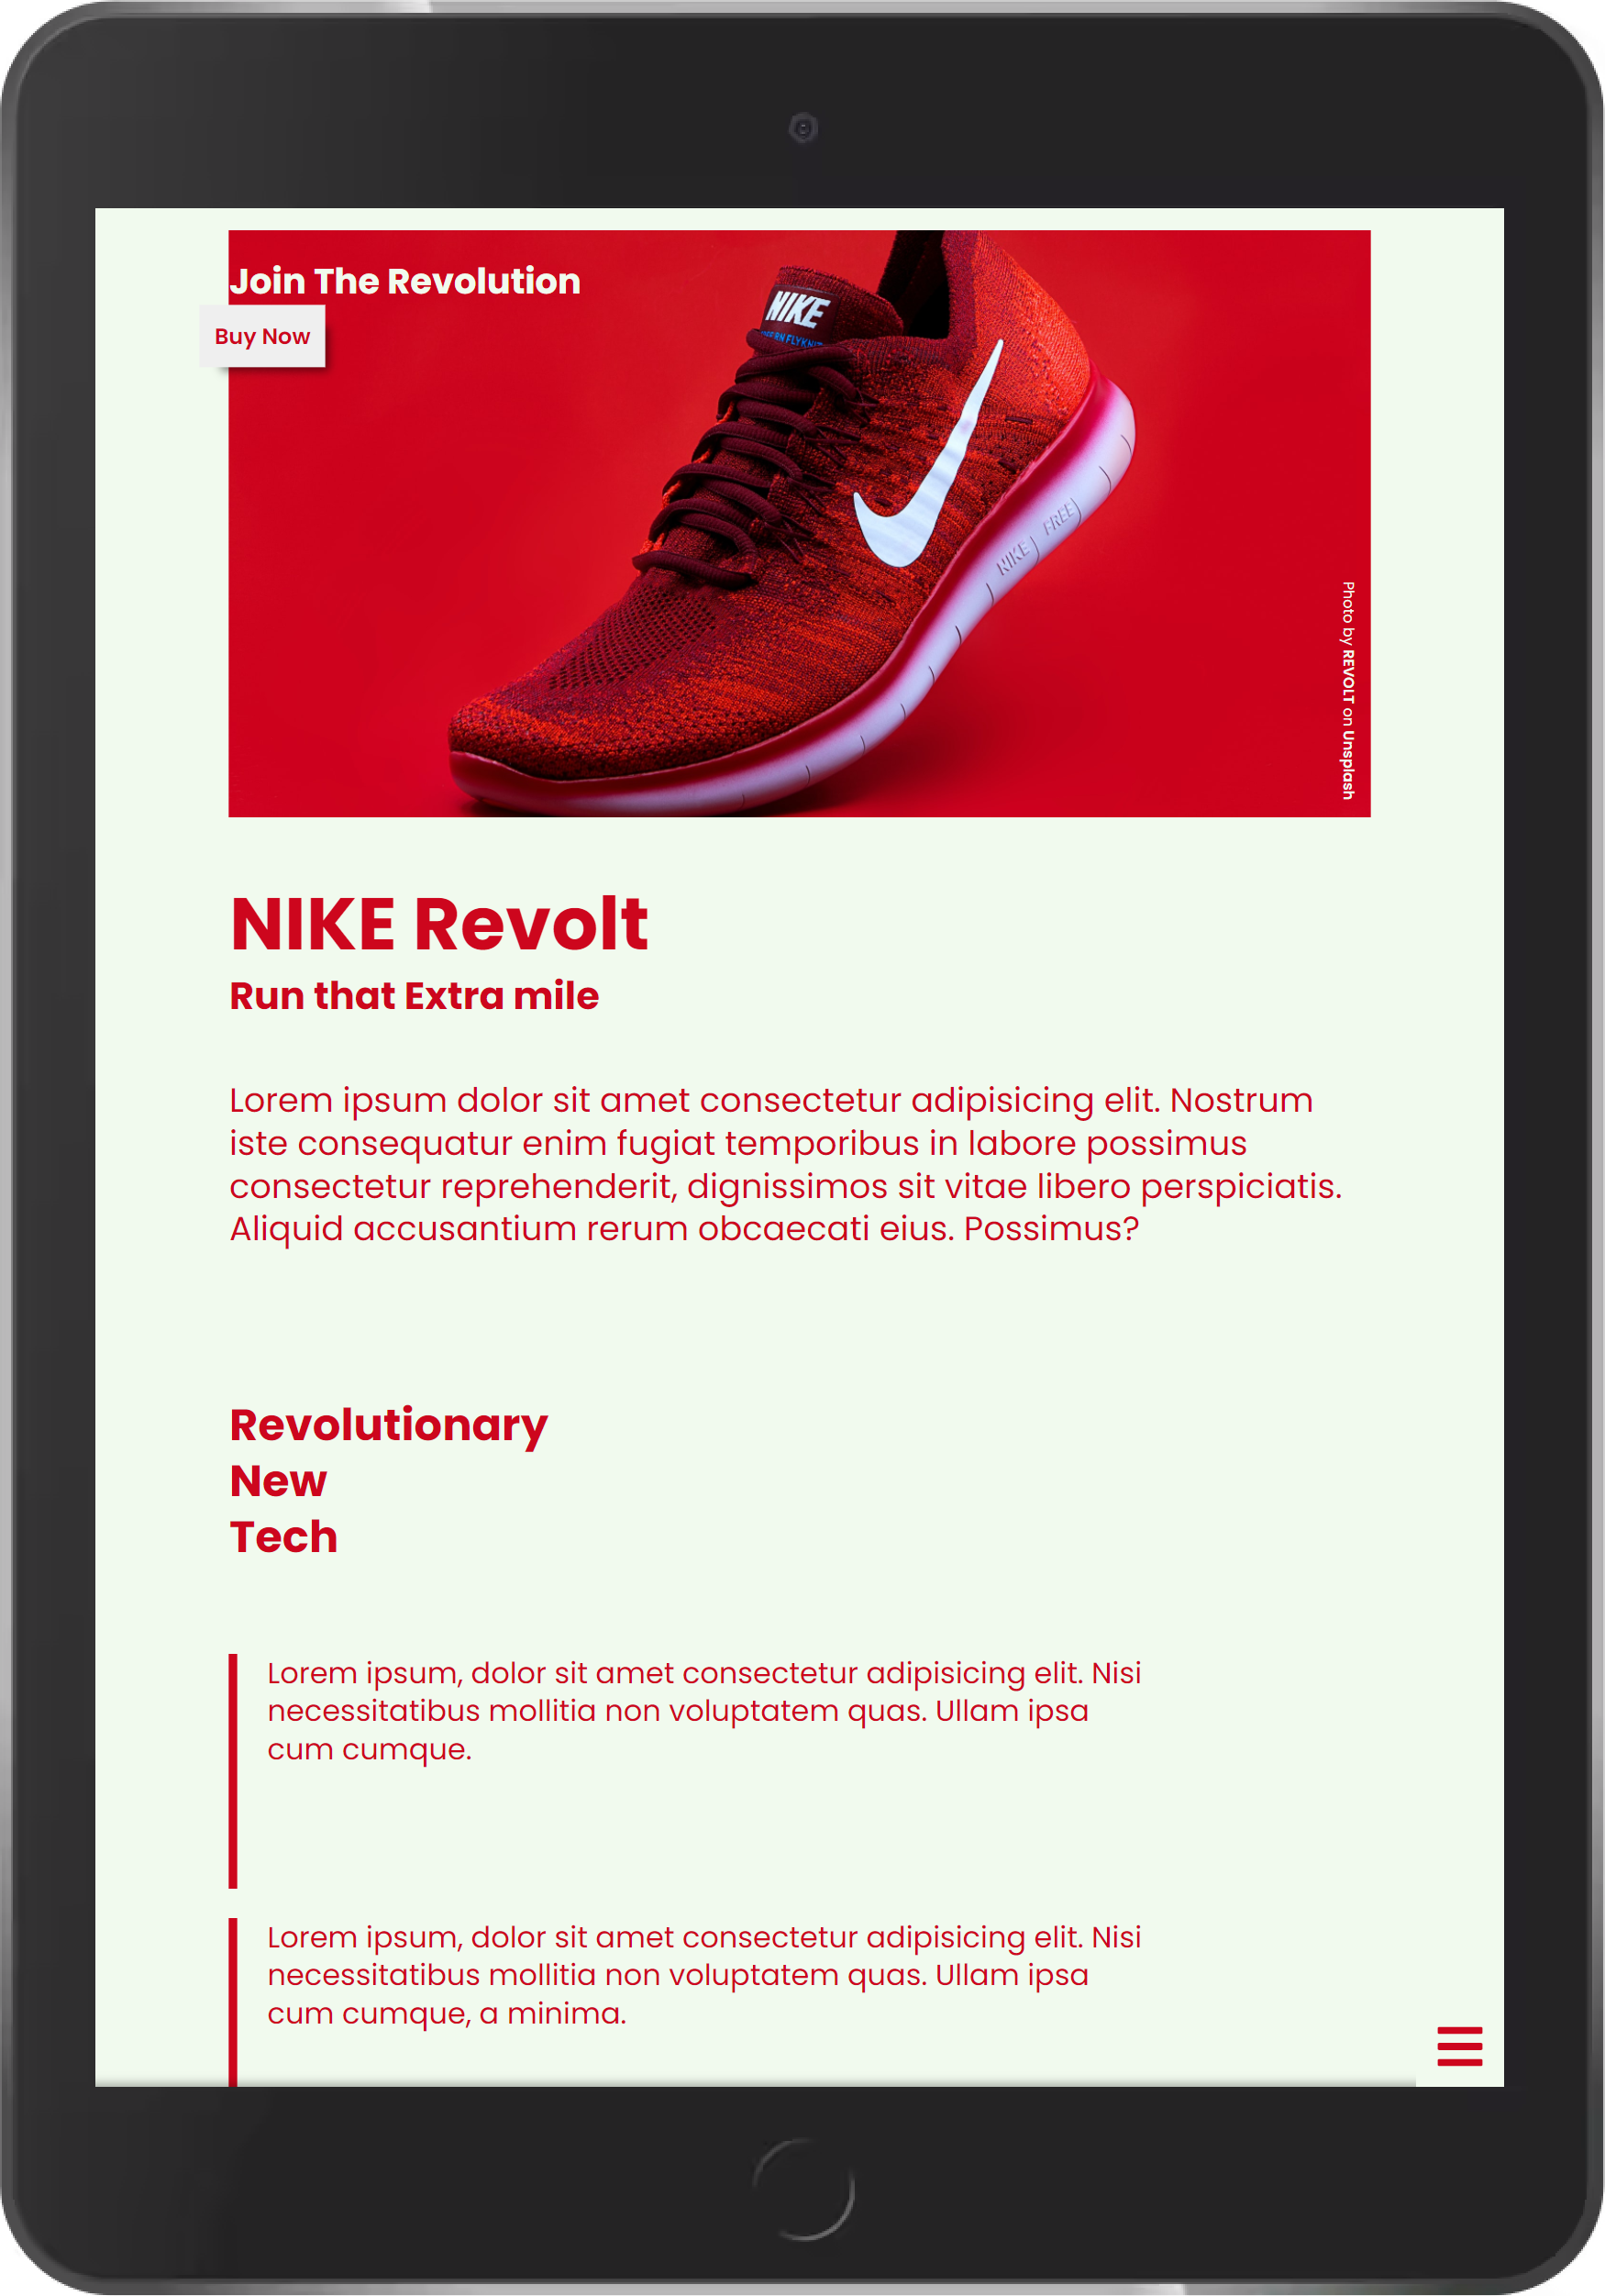 Join The Revolution
Buy Now
NIKE
NIKE FREE
Photo by REVOLT on Unsplash
NIKE Revolt
Run that Extra mile
Lorem ipsum dolor sit amet consectetur adipisicing elit. Nostrum
iste consequatur enim fugiat temporibus in labore possimus
consectetur reprehenderit, dignissimos sit vitae libero perspiciatis.
Aliquid accusantium rerum obcaecati eius. Possimus?
Revolutionary
New
Tech
Lorem ipsum, dolor sit amet consectetur adipisicing elit. Nisi
necessitatibus mollitia non voluptatem quas. Ullam ipsa
cum cumque.
Lorem ipsum, dolor sit amet consectetur adipisicing elit. Nisi
necessitatibus mollitia non voluptatem quas. Ullam ipsa
cum cumque, a minima.